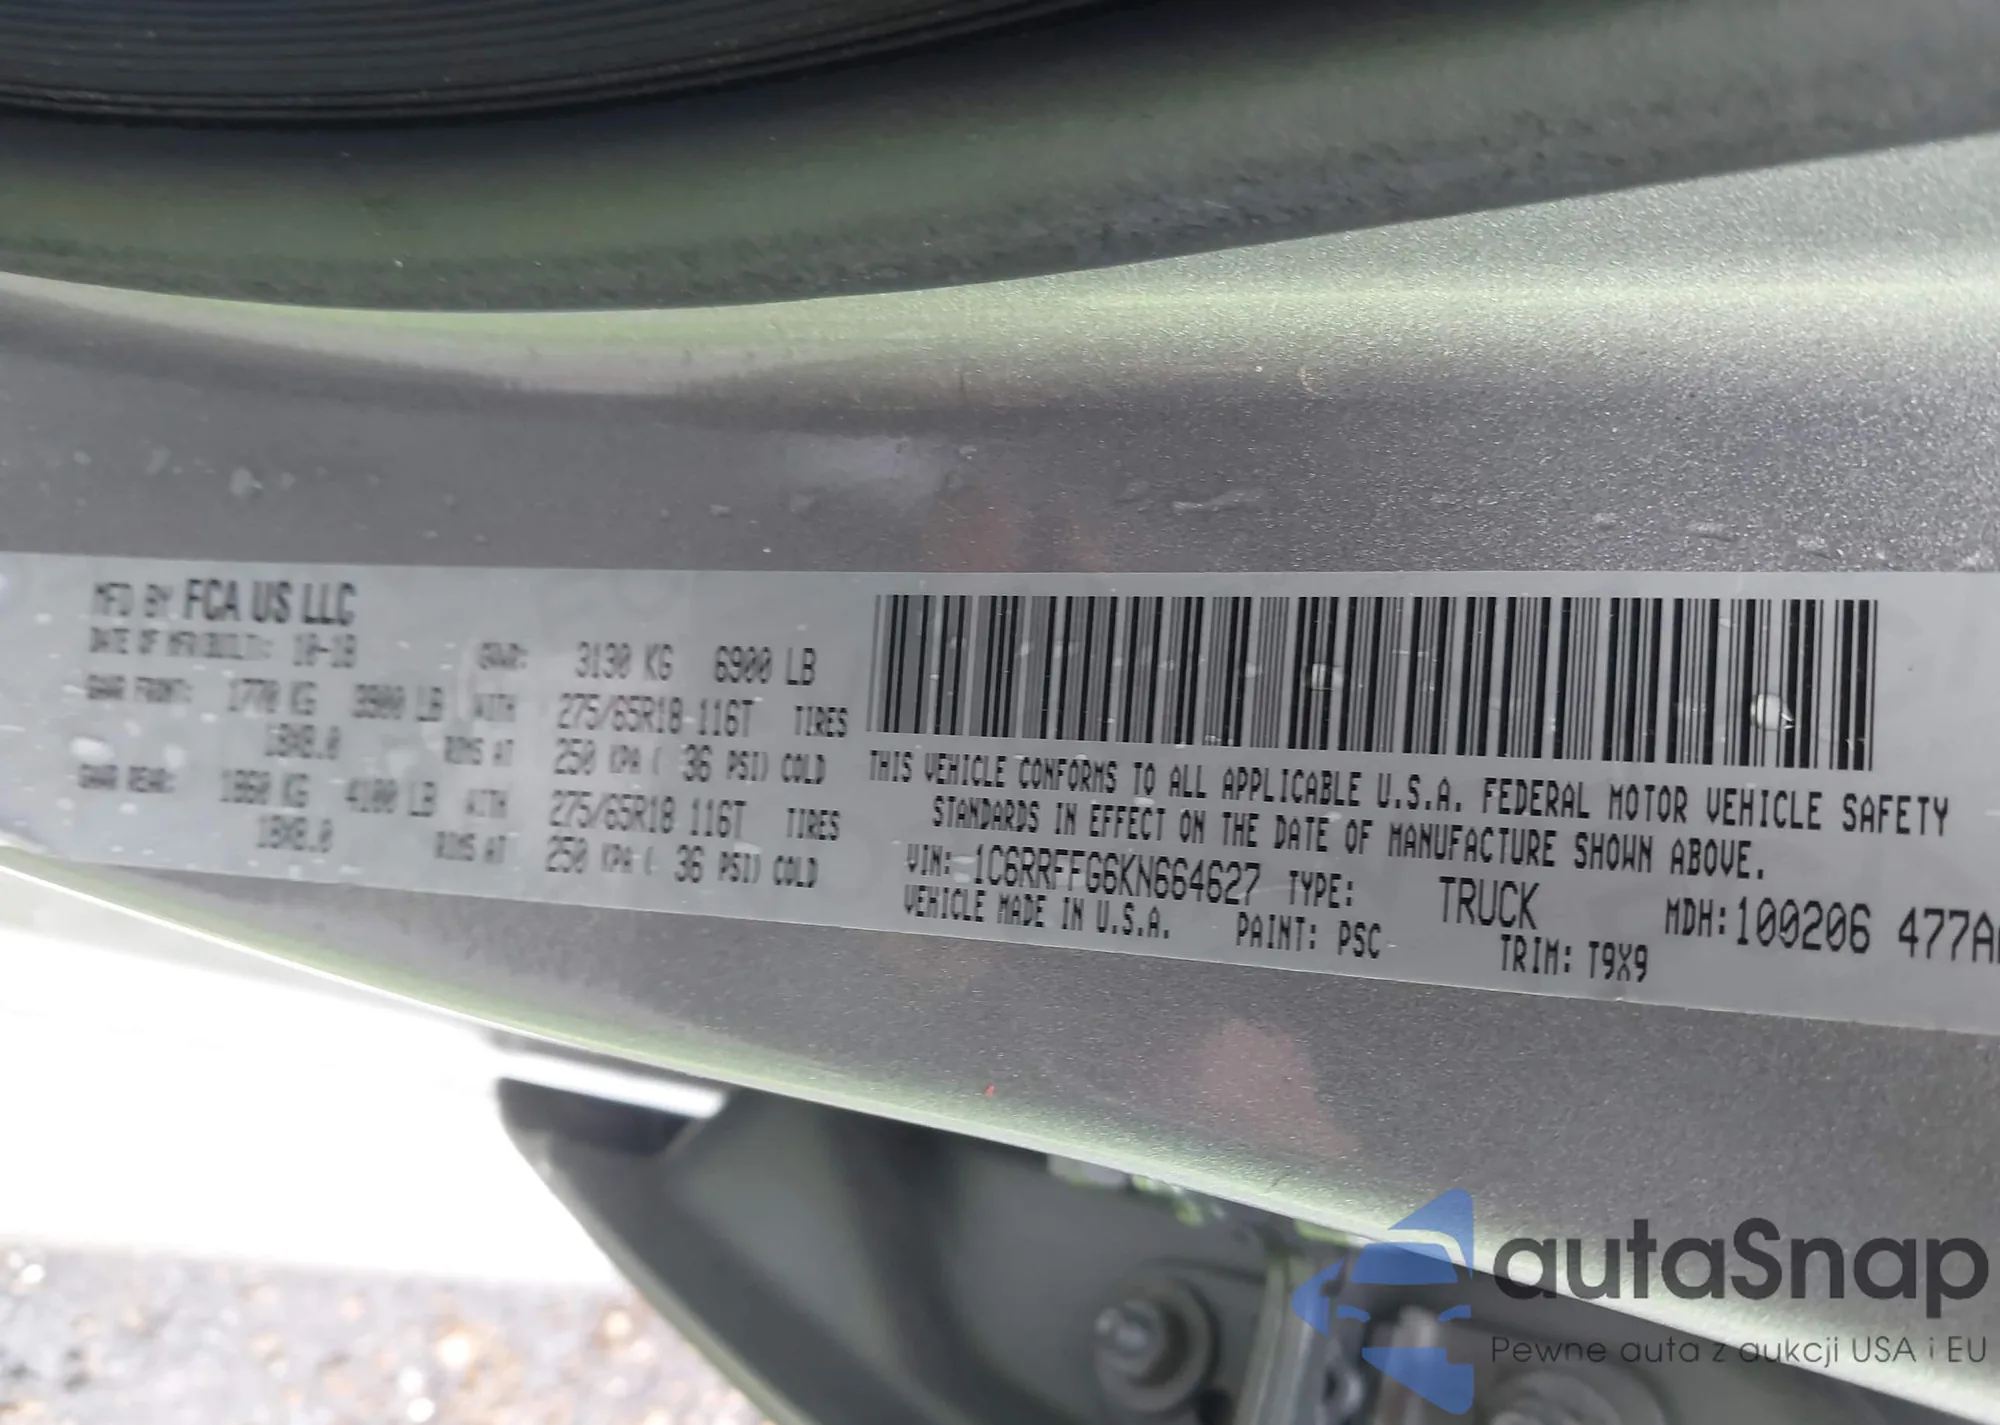 MFD BY FCA US LLC
DATE OF MFR(BUILT): 10-18 GVWR: 3130 KG 6900 LB
GAWR FRONT: 1770 KG 3900 LB WITH 275/65R18 116T TIRES
18X8.0 RIMS AT 250 KPA ( 36 PSI) COLD
GAWR REAR: 1860 KG 4100 LB WITH 275/65R18 116T TIRES
18X8.0 RIMS AT 250 KPA ( 36 PSI) COLD
THIS VEHICLE CONFORMS TO ALL APPLICABLE U.S.A. FEDERAL MOTOR VEHICLE SAFETY
STANDARDS IN EFFECT ON THE DATE OF MANUFACTURE SHOWN ABOVE.
VIN: 1C6RRFFG6KN664627 TYPE: TRUCK MDH:100206 477A
VEHICLE MADE IN U.S.A. PAINT: PSC TRIM: T9X9
autaSnap
Pewne auta z aukcji USA i EU